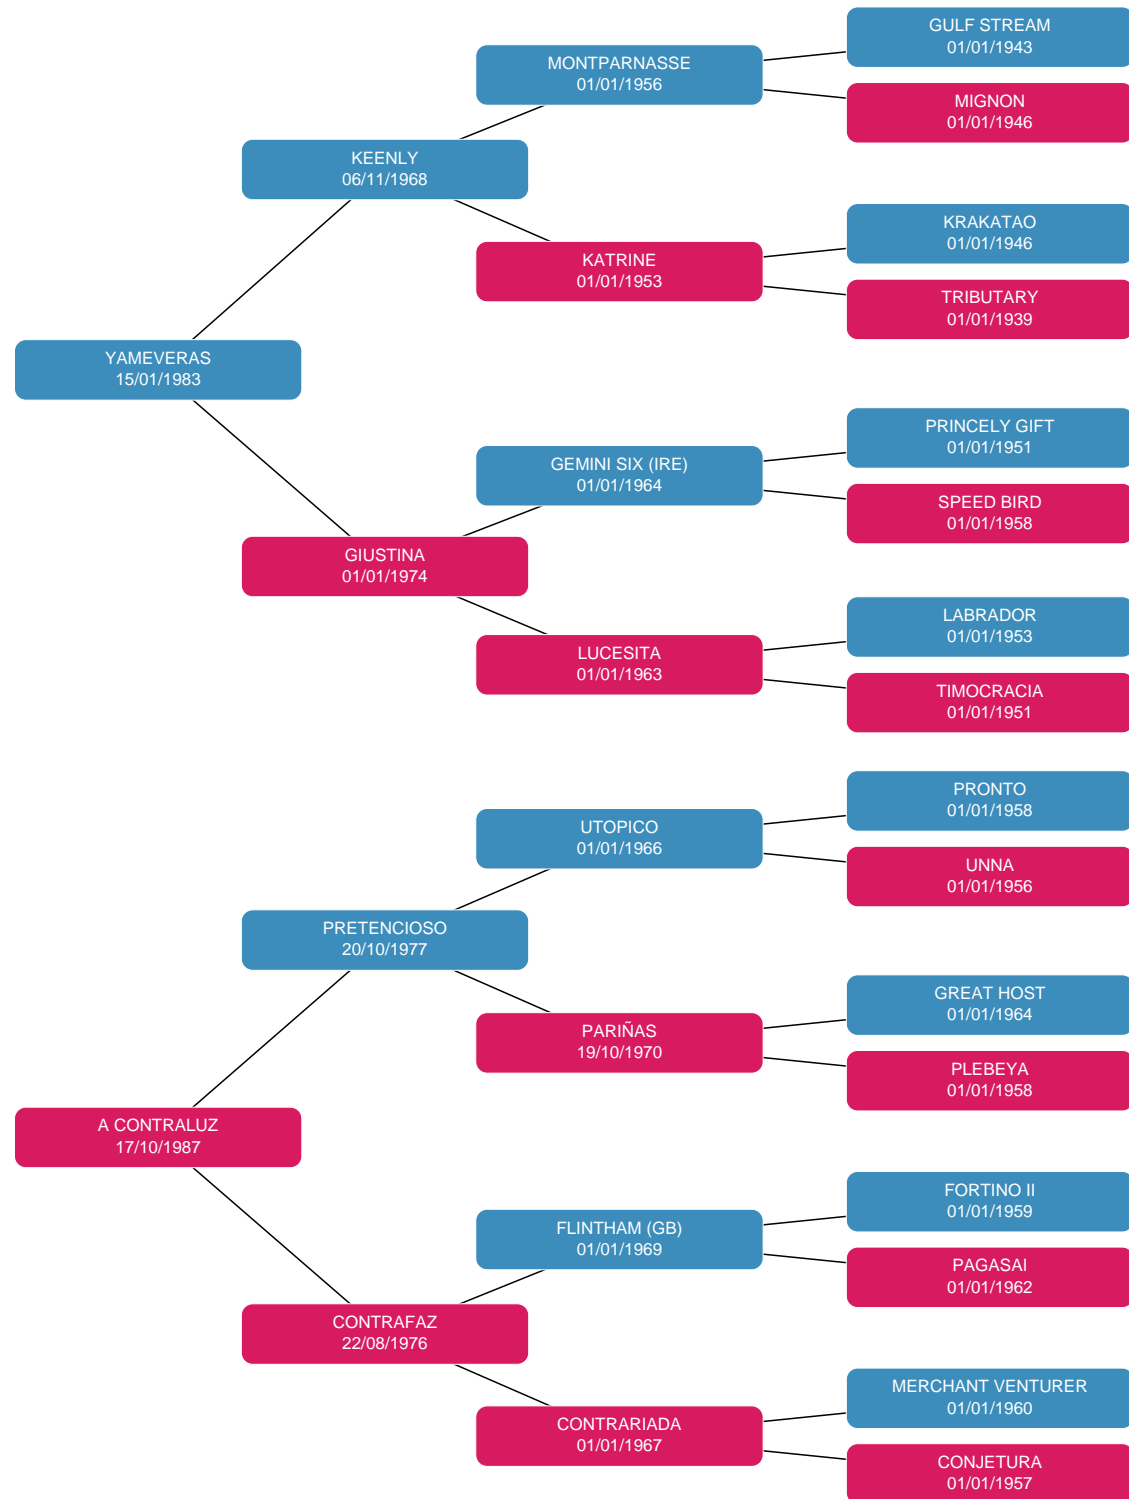 GULF STREAM
01/01/1943
MONTPARNASSE
01/01/1956
MIGNON
01/01/1946
KEENLY
06/11/1968
KRAKATAO
01/01/1946
KATRINE
01/01/1953
TRIBUTARY
01/01/1939
YAMEVERAS
15/01/1983
PRINCELY GIFT
01/01/1951
GEMINI SIX (IRE)
01/01/1964
SPEED BIRD
01/01/1958
GIUSTINA
01/01/1974
LABRADOR
01/01/1953
LUCESITA
01/01/1963
TIMOCRACIA
01/01/1951
PRONTO
01/01/1958
UTOPICO
01/01/1966
UNNA
01/01/1956
PRETENCIOSO
20/10/1977
GREAT HOST
01/01/1964
PARIÑAS
19/10/1970
PLEBEYA
01/01/1958
A CONTRALUZ
17/10/1987
FORTINO II
01/01/1959
FLINTHAM (GB)
01/01/1969
PAGASAI
01/01/1962
CONTRAFAZ
22/08/1976
MERCHANT VENTURER
01/01/1960
CONTRARIADA
01/01/1967
CONJETURA
01/01/1957